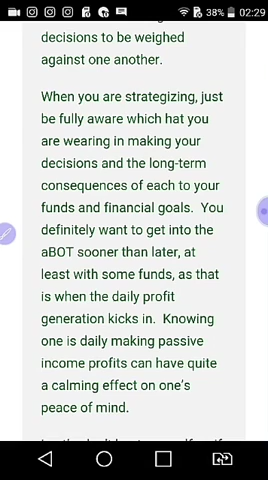 38% 02:29
decisions to be weighed
against one another.
When you are strategizing, just
be fully aware which hat you
are wearing in making your
decisions and the long-term
consequences of each to your
funds and financial goals. You
definitely want to get into the
aBOT sooner than later, at
least with some funds, as that
is when the daily profit
generation kicks in. Knowing
one is daily making passive
income profits can have quite
a calming effect on one's
peace of mind.